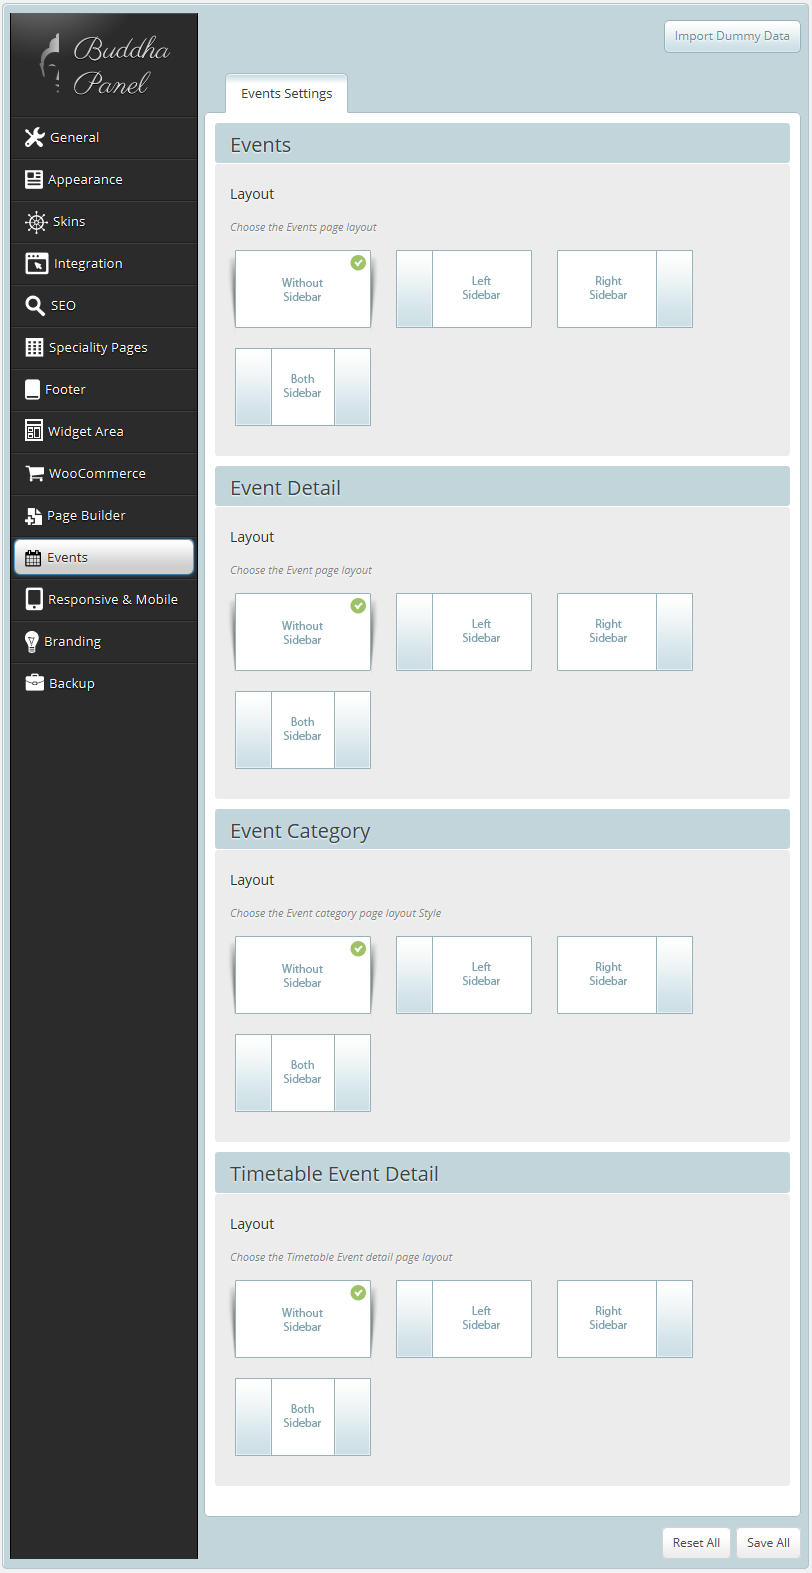 Buddha
Panel
Import Dummy Data
General
Appearance
Skins
Integration
SEO
Speciality Pages
Footer
Widget Area
WooCommerce
Page Builder
Events
Responsive & Mobile
Branding
Backup
Events Settings
Events
Layout
Choose the Events page layout
Without
Sidebar
Left
Sidebar
Right
Sidebar
Both
Sidebar
Event Detail
Layout
Choose the Event page layout
Without
Sidebar
Left
Sidebar
Right
Sidebar
Both
Sidebar
Event Category
Layout
Choose the Event category page layout Style
Without
Sidebar
Left
Sidebar
Right
Sidebar
Both
Sidebar
Timetable Event Detail
Layout
Choose the Timetable Event detail page layout
Without
Sidebar
Left
Sidebar
Right
Sidebar
Both
Sidebar
Reset All
Save All